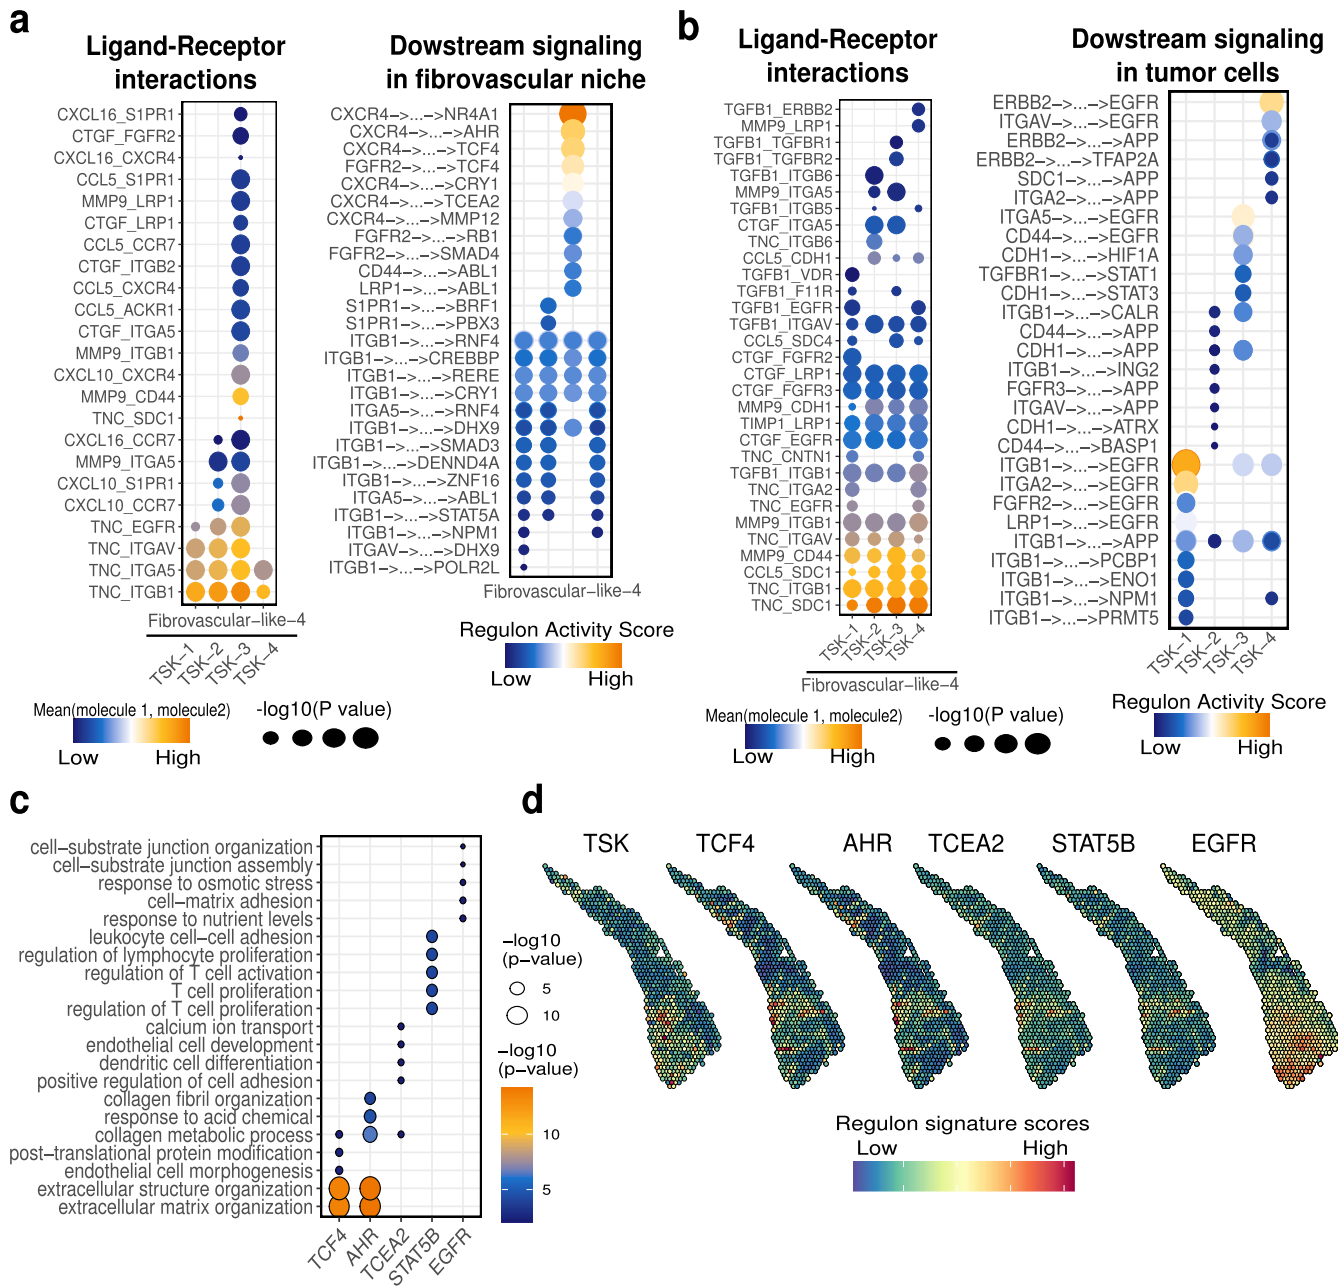 a
Ligand-Receptor
interactions
CXCL16_S1PR1
CTGF_FGFR2
CXCL16_CXCR4
CCL5_S1PR1
MMP9_LRP1
CTGF_LRP1
CCL5_CCR7
CTGF_ITGB2
CCL5_CXCR4
CCL5_ACKR1
CTGF_ITGA5
MMP9_ITGB1
CXCL10_CXCR4
MMP9_CD44
TNC_SDC1
CXCL16_CCR7
MMP9_ITGA5
CXCL10_S1PR1
CXCL10_CCR7
TNC_EGFR
TNC_ITGAV
TNC_ITGA5
TNC_ITGB1
Fibrovascular-like-4
TSK-1
TSK-2
TSK-3
TSK-4
Mean(molecule 1, molecule2)
Low High
-log10(P value)
Dowstream signaling
in fibrovascular niche
CXCR4->...->NR4A1
CXCR4->...->AHR
CXCR4->...->TCF4
FGFR2->...->TCF4
CXCR4->...->CRY1
CXCR4->...->TCEA2
CXCR4->...->MMP12
FGFR2->...->RB1
FGFR2->...->SMAD4
CD44->...->ABL1
LRP1->...->ABL1
S1PR1->...->BRF1
S1PR1->...->PBX3
ITGB1->...->RNF4
ITGB1->...->CREBBP
ITGB1->...->RERE
ITGB1->...->CRY1
ITGA5->...->RNF4
ITGB1->...->DHX9
ITGB1->...->SMAD3
ITGB1->...->DENND4A
ITGB1->...->ZNF16
ITGA5->...->ABL1
ITGB1->...->STAT5A
ITGB1->...->NPM1
ITGAV->...->DHX9
ITGB1->...->POLR2L
Fibrovascular-like-4
Regulon Activity Score
Low High
b
Ligand-Receptor
interactions
TGFB1_ERBB2
MMP9_LRP1
TGFB1_TGFBR1
TGFB1_TGFBR2
TGFB1_ITGB6
MMP9_ITGA5
TGFB1_ITGB5
CTGF_ITGA5
TNC_ITGB6
CCL5_CDH1
TGFB1_VDR
TGFB1_F11R
TGFB1_EGFR
TGFB1_ITGAV
CCL5_SDC4
CTGF_FGFR2
CTGF_LRP1
CTGF_FGFR3
MMP9_CDH1
TIMP1_LRP1
CTGF_EGFR
TNC_CNTN1
TGFB1_ITGB1
TNC_ITGA2
TNC_EGFR
MMP9_ITGB1
TNC_ITGAV
MMP9_CD44
CCL5_SDC1
TNC_ITGB1
TNC_SDC1
TSK-1
TSK-2
TSK-3
TSK-4
Fibrovascular-like-4
Mean(molecule 1, molecule2)
Low High
-log10(P value)
Dowstream signaling
in tumor cells
ERBB2->...->EGFR
ITGAV->...->EGFR
ERBB2->...->APP
ERBB2->...->TFAP2A
SDC1->...->APP
ITGA2->...->APP
ITGA5->...->EGFR
CD44->...->EGFR
CDH1->...->HIF1A
TGFBR1->...->STAT1
CDH1->...->STAT3
ITGB1->...->CALR
CD44->...->APP
CDH1->...->APP
ITGB1->...->ING2
FGFR3->...->APP
ITGAV->...->APP
CDH1->...->ATRX
CD44->...->BASP1
ITGB1->...->EGFR
ITGA2->...->EGFR
FGFR2->...->EGFR
LRP1->...->EGFR
ITGB1->...->APP
ITGB1->...->PCBP1
ITGB1->...->ENO1
ITGB1->...->NPM1
ITGB1->...->PRMT5
TSK-1
TSK-2
TSK-3
TSK-4
Regulon Activity Score
Low High
c
cell-substrate junction organization
cell-substrate junction assembly
response to osmotic stress
cell-matrix adhesion
response to nutrient levels
leukocyte cell-cell adhesion
regulation of lymphocyte proliferation
regulation of T cell activation
T cell proliferation
regulation of T cell proliferation
calcium ion transport
endothelial cell development
dendritic cell differentiation
positive regulation of cell adhesion
collagen fibril organization
response to acid chemical
collagen metabolic process
post-translational protein modification
endothelial cell morphogenesis
extracellular structure organization
extracellular matrix organization
TCF4
AHR
TCEA2
STAT5B
EGFR
-log10
(p-value)
5
10
-log10
(p-value)
10
5
d
TSK TCF4 AHR TCEA2 STAT5B EGFR
Regulon signature scores
Low High